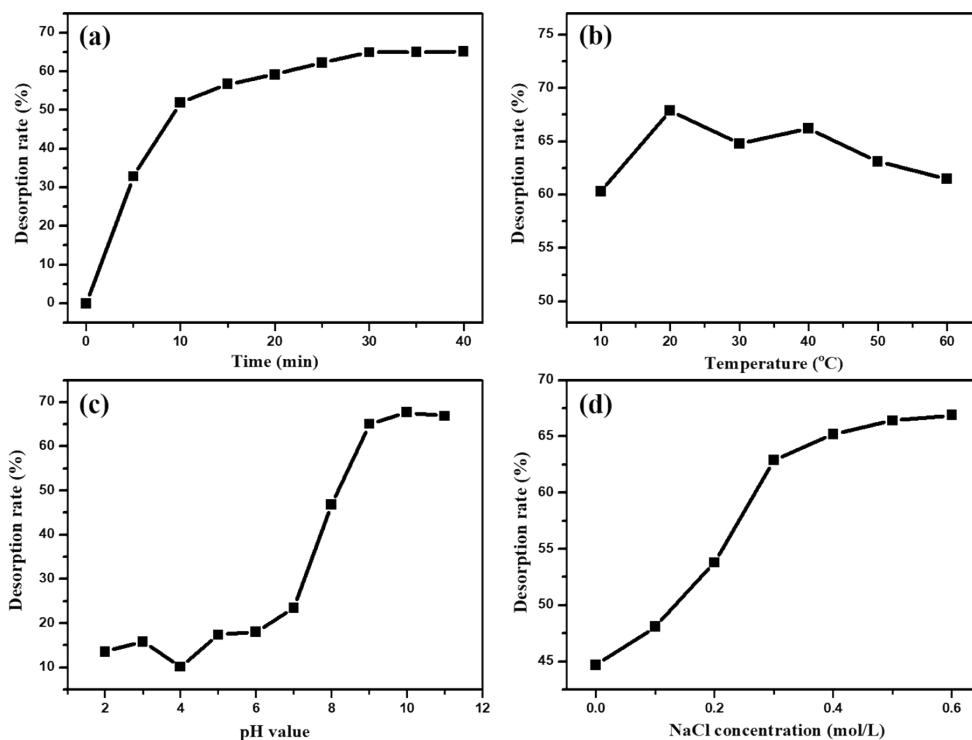 (a)
Desorption rate (%)
70
60
50
40
30
20
10
0
0 10 20 30 40
Time (min)
(b)
Desorption rate (%)
75
70
65
60
55
50
10 20 30 40 50 60
Temperature (°C)
(c)
Desorption rate (%)
70
60
50
40
30
20
10
2 4 6 8 10 12
pH value
(d)
Desorption rate (%)
70
65
60
55
50
45
0.0 0.2 0.4 0.6
NaCl concentration (mol/L)